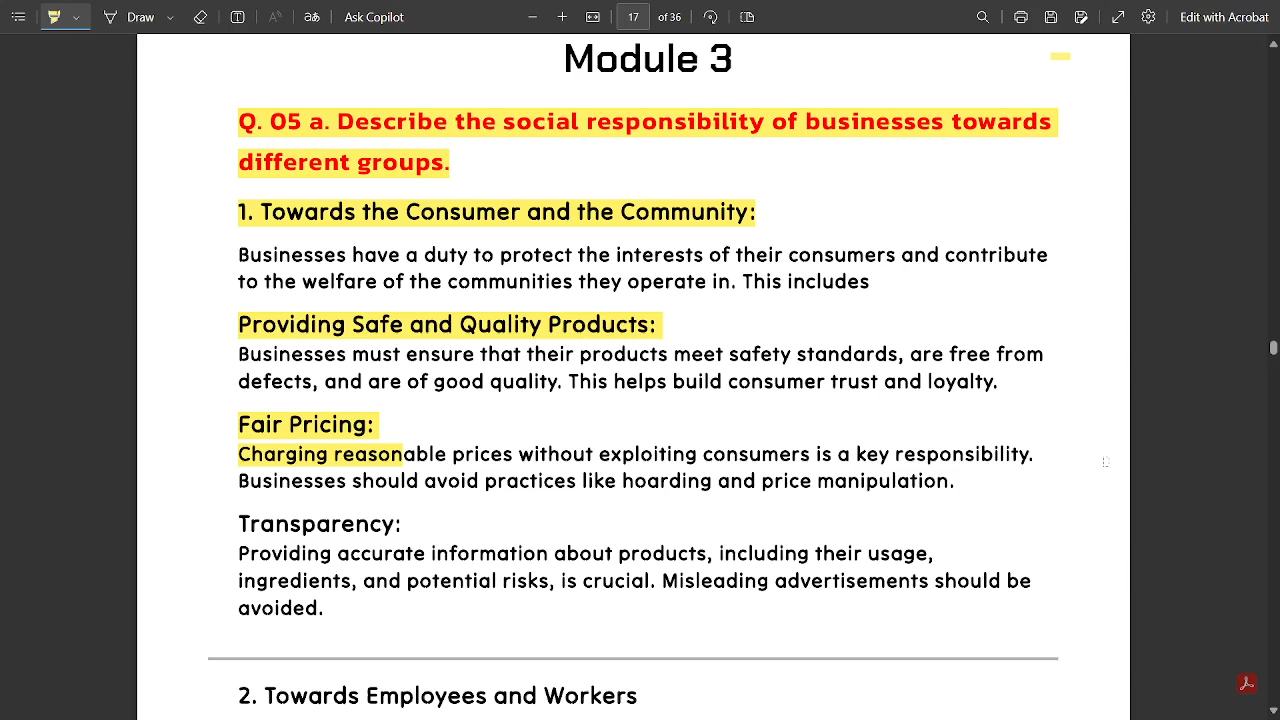 Draw
Ask Copilot
17 of 36
Edit with Acrobat
Module 3
Q. 05 a. Describe the social responsibility of businesses towards
different groups.
1. Towards the Consumer and the Community:
Businesses have a duty to protect the interests of their consumers and contribute
to the welfare of the communities they operate in. This includes
Providing Safe and Quality Products:
Businesses must ensure that their products meet safety standards, are free from
defects, and are of good quality. This helps build consumer trust and loyalty.
Fair Pricing:
Charging reasonable prices without exploiting consumers is a key responsibility.
Businesses should avoid practices like hoarding and price manipulation.
Transparency:
Providing accurate information about products, including their usage,
ingredients, and potential risks, is crucial. Misleading advertisements should be
avoided.
2. Towards Employees and Workers